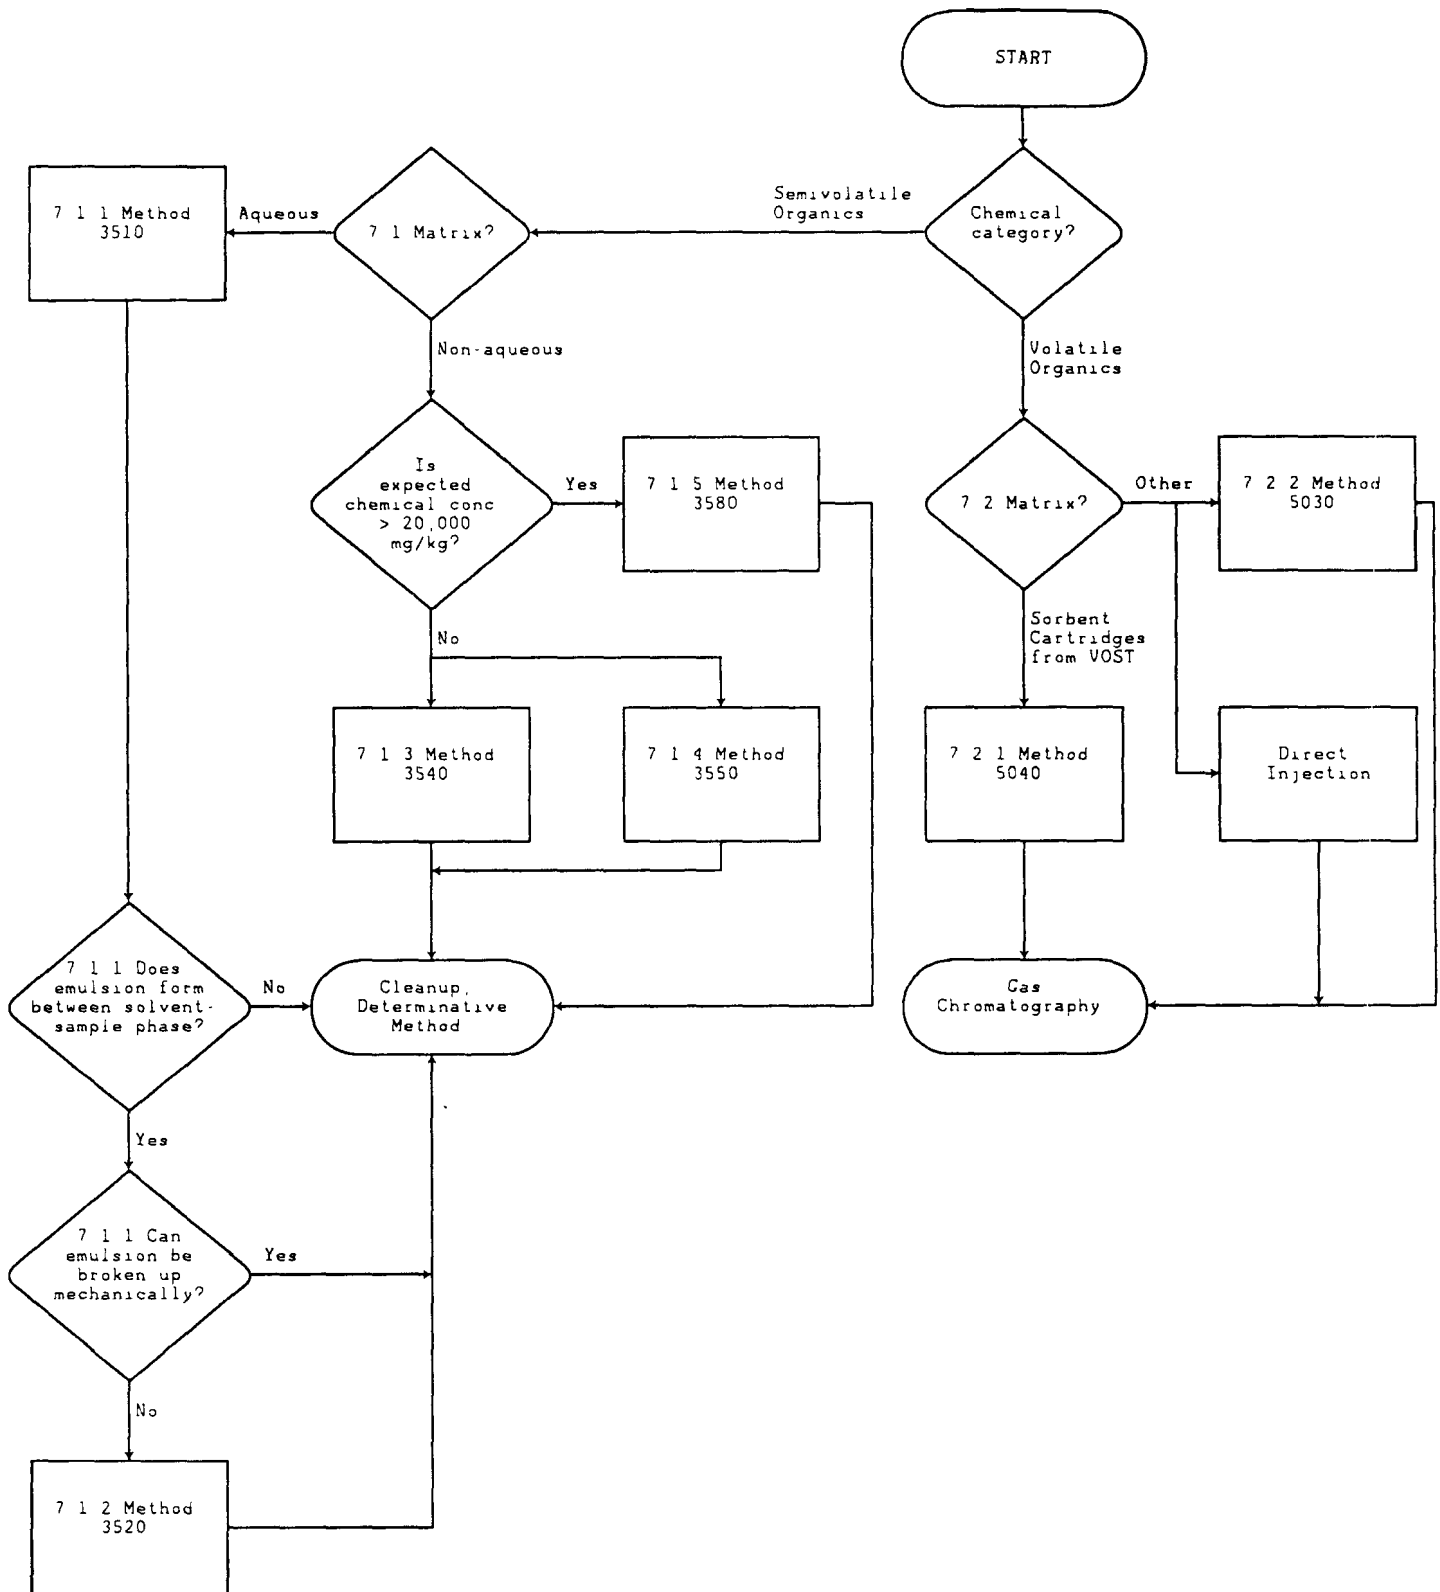 START
Chemical
category?
Semivolatile
Organics
7 1 Matrix?
Aqueous
7 1 1 Method
3510
Non-aqueous
Volatile
Organics
Is
expected
chemical conc
> 20,000
mg/kg?
Yes
7 1 5 Method
3580
7 2 Matrix?
Other
7 2 2 Method
5030
No
Sorbent
Cartridges
from VOST
7 1 3 Method
3540
7 1 4 Method
3550
7 2 1 Method
5040
Direct
Injection
7 1 1 Does
emulsion form
between solvent-
sample phase?
No
Cleanup,
Determinative
Method
Gas
Chromatography
Yes
7 1 1 Can
emulsion be
broken up
mechanically?
Yes
No
7 1 2 Method
3520